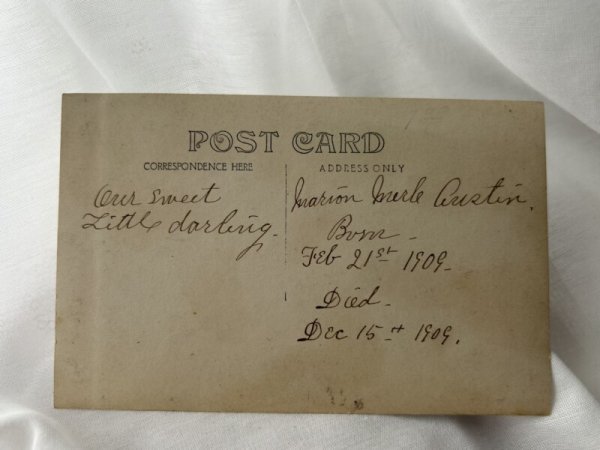 POST CARD
CORRESPONDENCE HERE
ADDRESS ONLY
Our sweet
Little darling.
Marion Merle Austin.
Born -
Feb 21st 1909.
Died -
Dec 15th 1909.